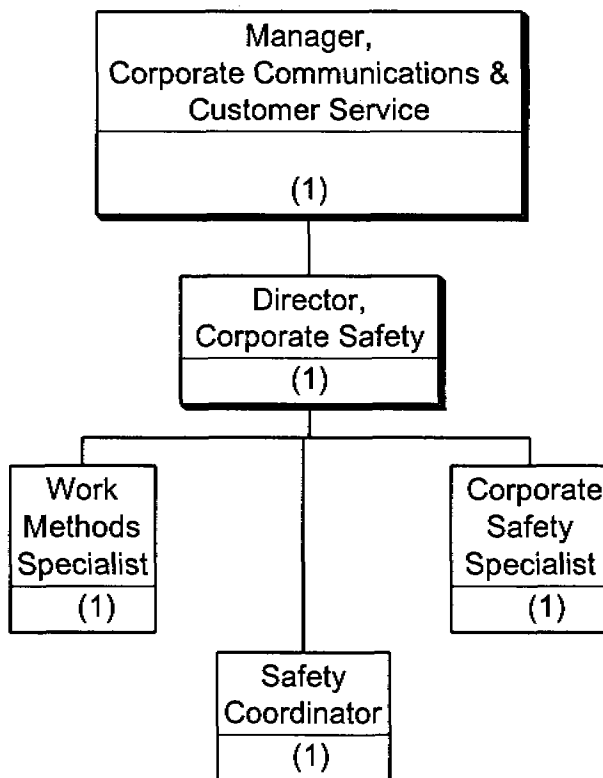 Manager,
Corporate Communications &
Customer Service
(1)
Director,
Corporate Safety
(1)
Work
Methods
Specialist
(1)
Corporate
Safety
Specialist
(1)
Safety
Coordinator
(1)